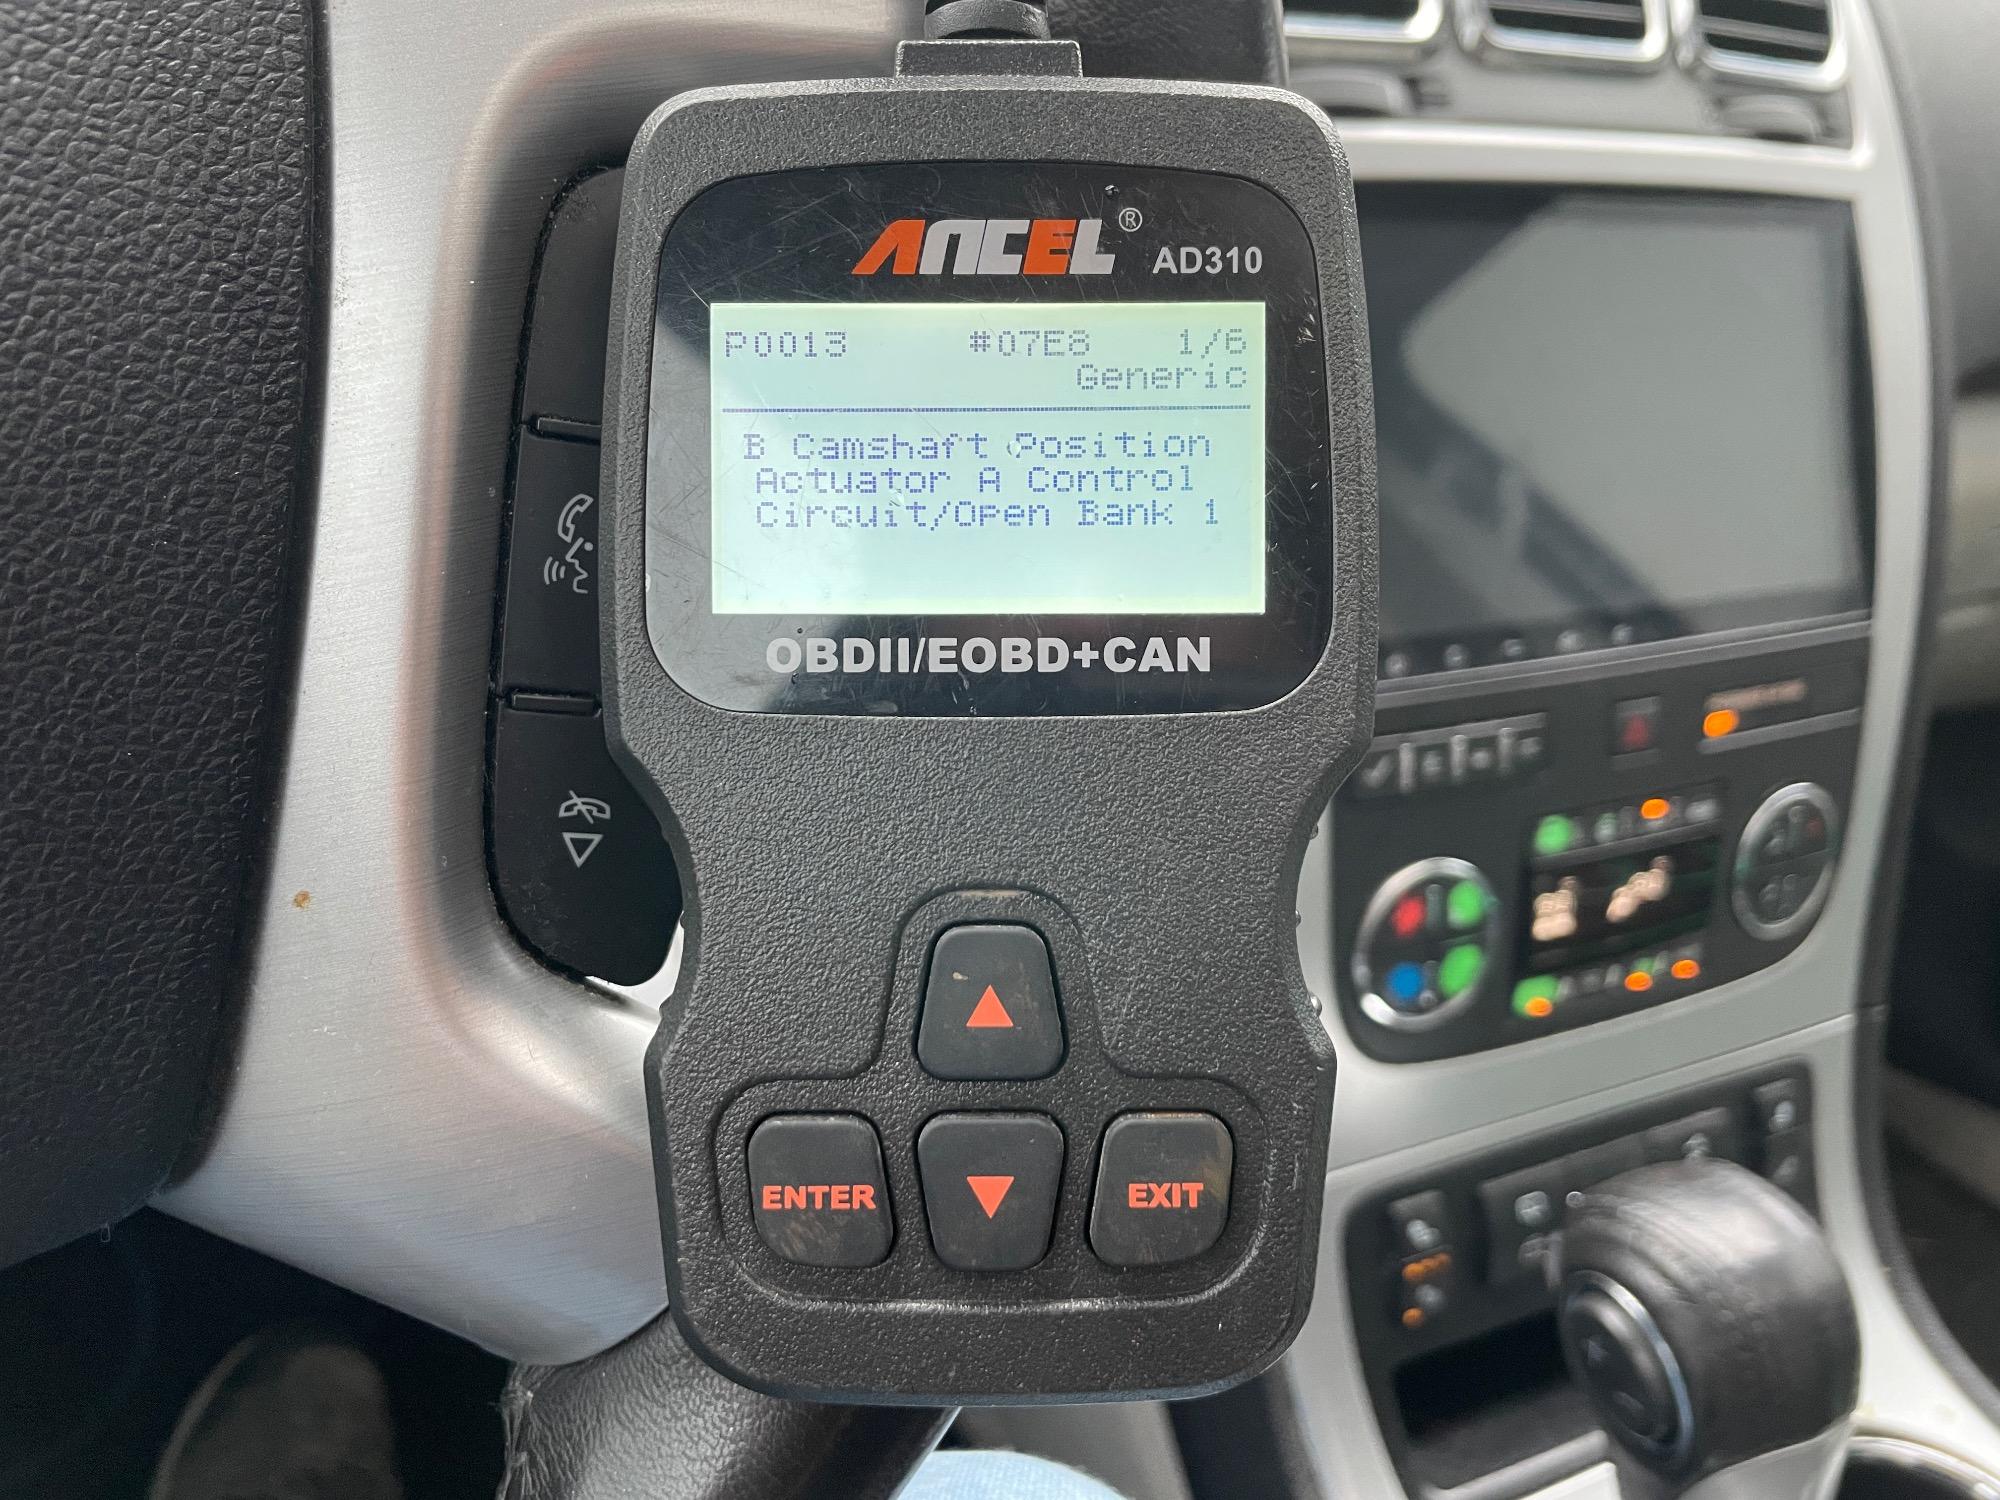 ANCEL®
AD310
P0013 #07E8 1/6
Generic
B Camshaft Position
Actuator A Control
Circuit/Open Bank 1
OBDII/EOBD+CAN
ENTER
EXIT